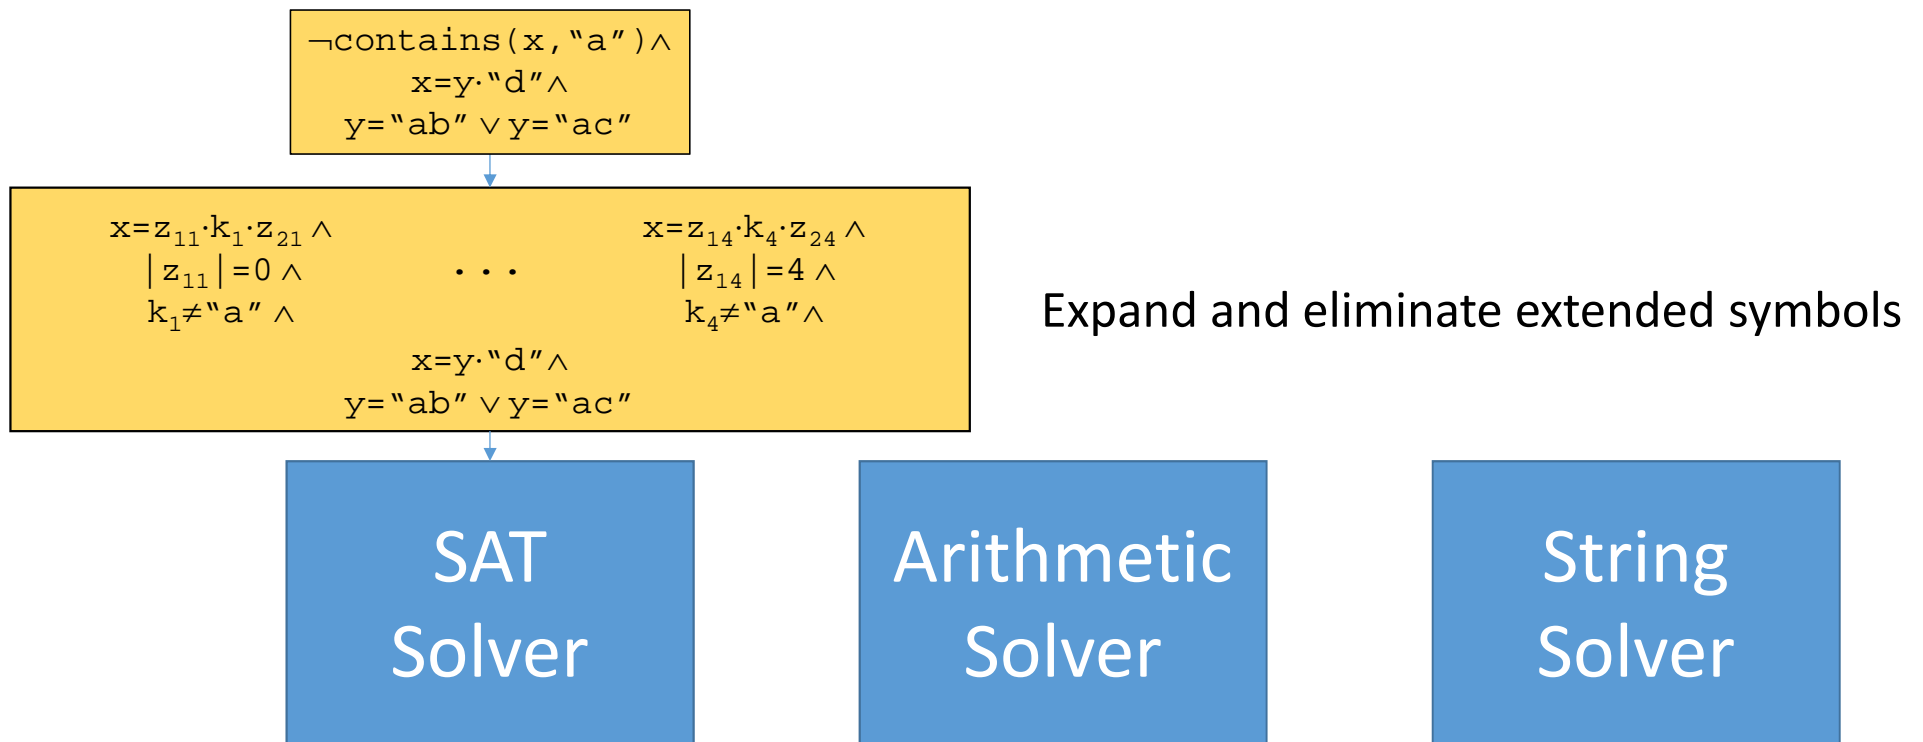 ¬contains(x,“a”)∧
x=y·“d”∧
y=“ab” ∨ y=“ac”
x=z₁₁·k₁·z₂₁ ∧
|z₁₁|=0 ∧
k₁≠“a” ∧
...
x=z₁₄·k₄·z₂₄ ∧
|z₁₄|=4 ∧
k₄≠“a”∧
x=y·“d”∧
y=“ab” ∨ y=“ac”
Expand and eliminate extended symbols
SAT
Solver
Arithmetic
Solver
String
Solver